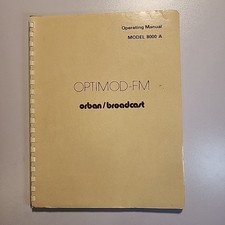 Operating Manual
MODEL 8000 A
OPTIMOD-FM
orban/broadcast